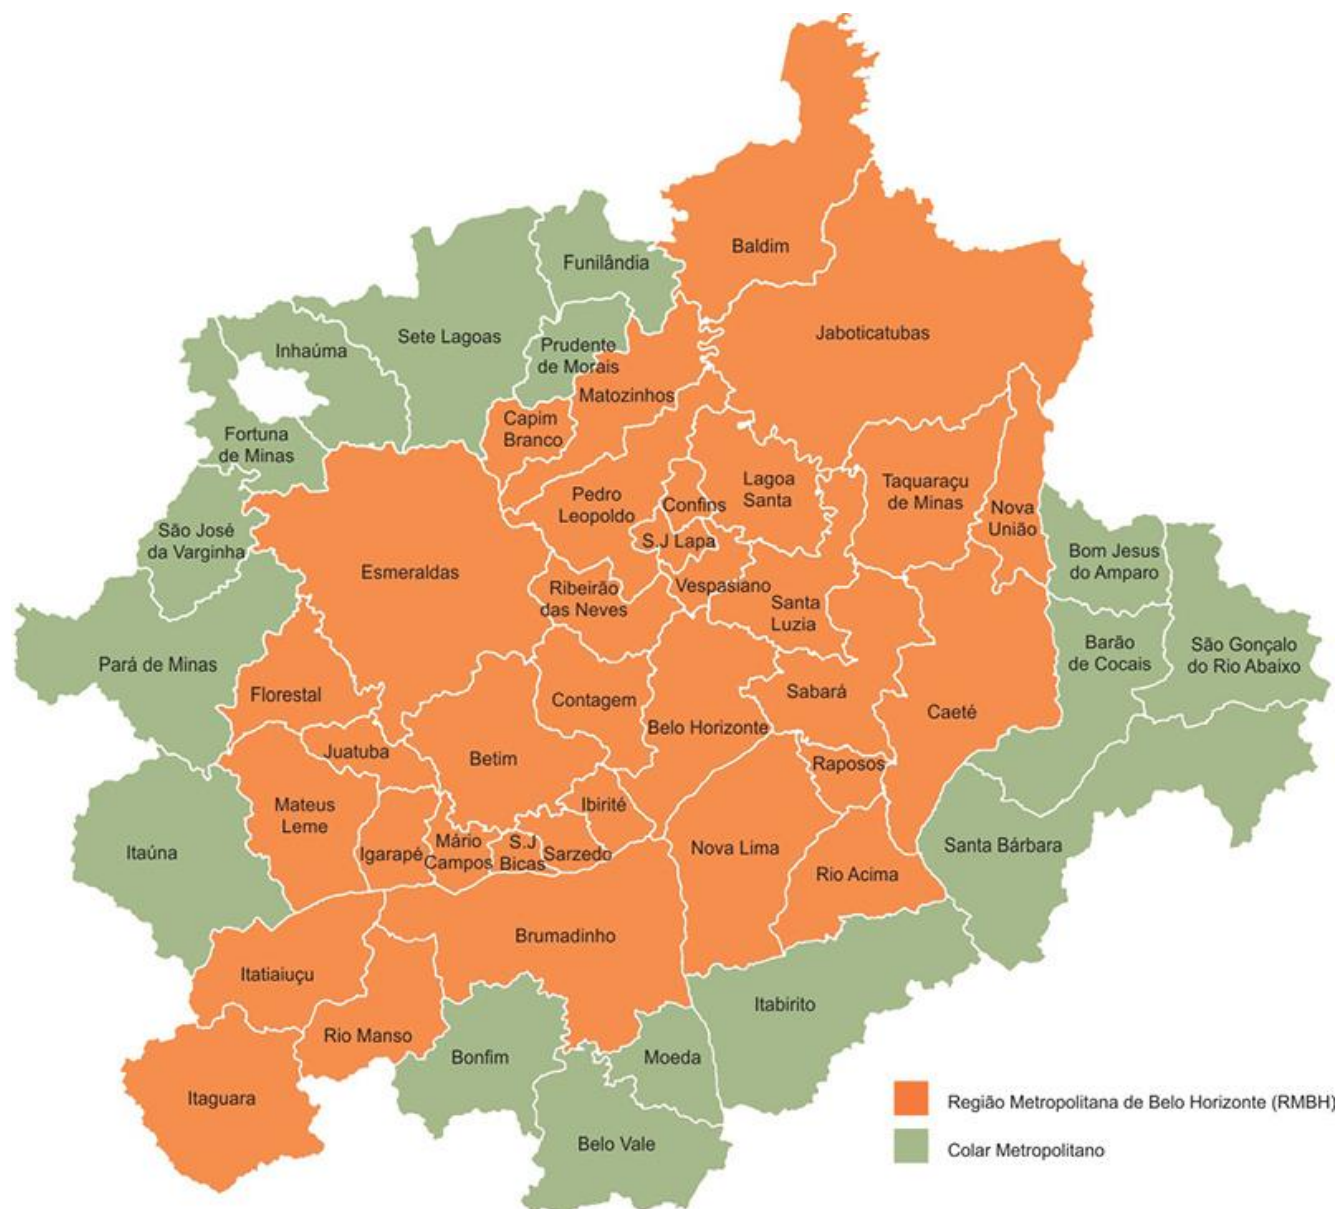 Baldim
Funilândia
Jaboticatubas
Sete Lagoas
Inhaúma
Prudente
de Morais
Matozinhos
Capim
Branco
Fortuna
de Minas
Lagoa
Santa
Taquaraçu
de Minas
Pedro
Leopoldo
Confins
Nova
União
São José
da Varginha
S.J Lapa
Bom Jesus
do Amparo
Esmeraldas
Ribeirão
das Neves
Vespasiano
Santa
Luzia
Barão
de Cocais
São Gonçalo
do Rio Abaixo
Pará de Minas
Florestal
Contagem
Sabará
Caeté
Belo Horizonte
Juatuba
Betim
Raposos
Mateus
Leme
Ibirité
Igarapé
Mário
Campos
S.J
Bicas
Sarzedo
Nova Lima
Santa Bárbara
Itaúna
Rio Acima
Brumadinho
Itatiaiuçu
Itabirito
Rio Manso
Bonfim
Moeda
Itaguara
Belo Vale
Região Metropolitana de Belo Horizonte (RMBH)
Colar Metropolitano